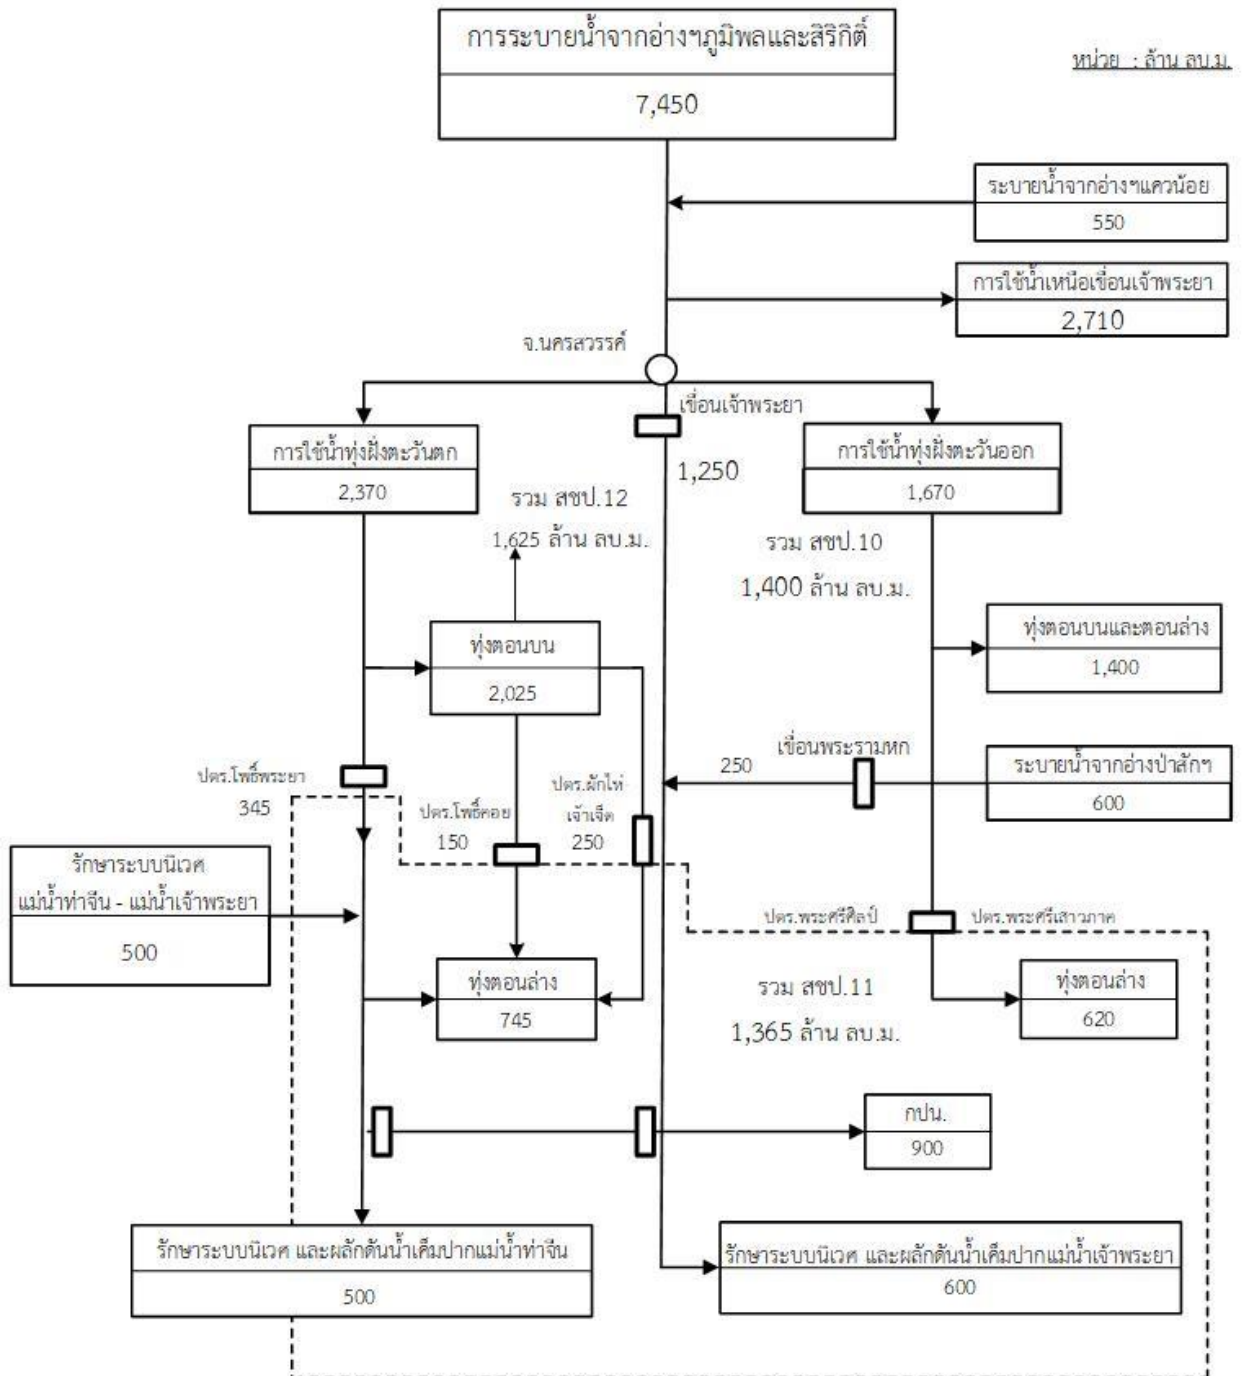 การระบายน้ำจากอ่างฯภูมิพลและสิริกิติ์
7,450
หน่วย : ล้าน ลบ.ม.
ระบายน้ำจากอ่างฯแควน้อย
550
การใช้น้ำเหนือเขื่อนเจ้าพระยา
2,710
จ.นครสวรรค์
เขื่อนเจ้าพระยา
1,250
การใช้น้ำทุ่งฝั่งตะวันตก
2,370
การใช้น้ำทุ่งฝั่งตะวันออก
1,670
รวม สชป.12
1,625 ล้าน ลบ.ม.
รวม สชป.10
1,400 ล้าน ลบ.ม.
ทุ่งตอนบน
2,025
ทุ่งตอนบนและตอนล่าง
1,400
เขื่อนพระรามหก
250
ระบายน้ำจากอ่างป่าสักฯ
600
ปตร.โพธิ์พระยา
345
ปตร.โพธิ์คอย
150
ปตร.ผักไห่
เจ้าเจ็ด
250
รักษาระบบนิเวศ
แม่น้ำท่าจีน - แม่น้ำเจ้าพระยา
500
ปตร.พระศรีศิลป์
ปตร.พระศรีเสาวภาค
ทุ่งตอนล่าง
745
รวม สชป.11
1,365 ล้าน ลบ.ม.
ทุ่งตอนล่าง
620
กปน.
900
รักษาระบบนิเวศ และผลักดันน้ำเค็มปากแม่น้ำท่าจีน
500
รักษาระบบนิเวศ และผลักดันน้ำเค็มปากแม่น้ำเจ้าพระยา
600